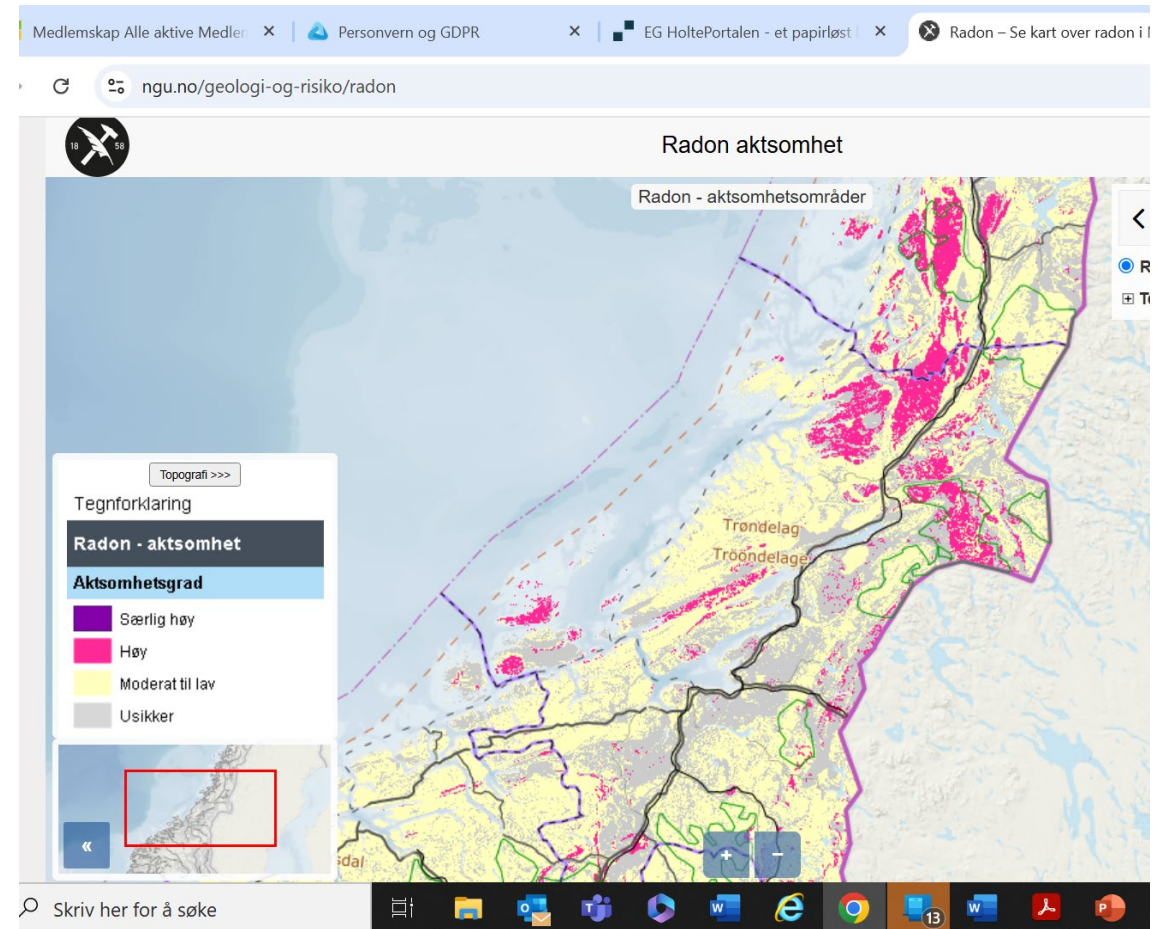 Medlemskap Alle aktive Medlem
Personvern og GDPR
EG HoltePortalen - et papirløst
Radon – Se kart over radon i
ngu.no/geologi-og-risiko/radon
18 58
Radon aktsomhet
Radon - aktsomhetsområder
R
T
Topografi >>>
Tegnforklaring
Radon - aktsomhet
Aktsomhetsgrad
Særlig høy
Høy
Moderat til lav
Usikker
Trøndelag
Trööndelage
sdal
«
+ −
Skriv her for å søke
13